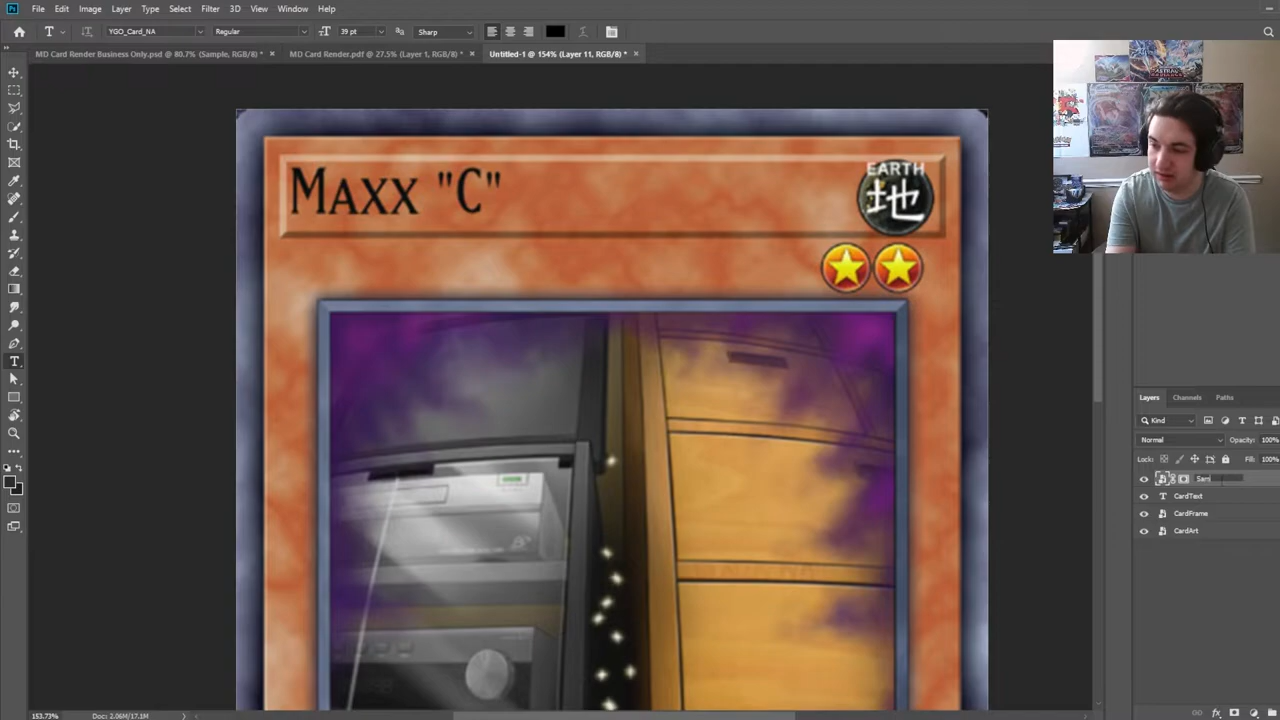 File Edit Image Layer Type Select Filter 3D View Window Help
YGO_Card_NA Regular 39 pt Sharp
MD Card Render Business Only.psd @ 80.7% (Sample, RGB/8) * × MD Card Render.pdf @ 27.5% (Layer 1, RGB/8) * × Untitled-1 @ 154% (Layer 11, RGB/8) * ×
Maxx "C"
EARTH
地
Layers Channels Paths
Kind
Normal Opacity: 100%
Lock: Fill: 100%
Sam
CardText
CardFrame
CardArt
153.73% Doc: 2.06M/17.1M